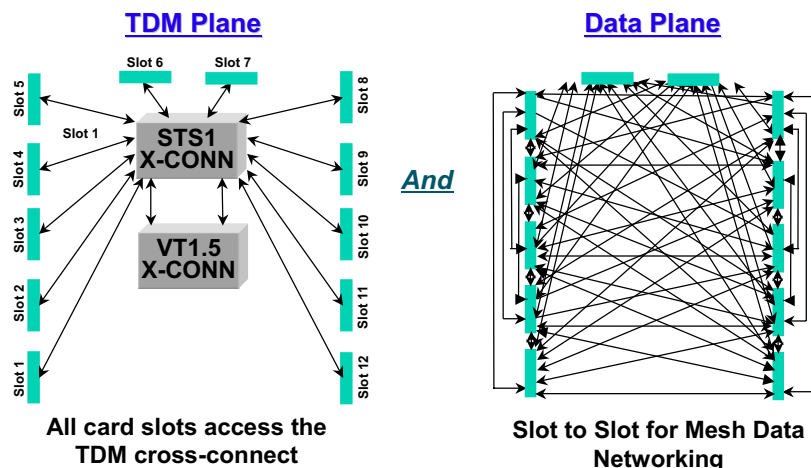 TDM Plane
Data Plane
Slot 6
Slot 7
Slot 5
Slot 8
Slot 1
STS1
X-CONN
Slot 4
Slot 9
And
Slot 3
Slot 10
VT1.5
X-CONN
Slot 2
Slot 11
Slot 1
Slot 12
All card slots access the
TDM cross-connect
Slot to Slot for Mesh Data
Networking